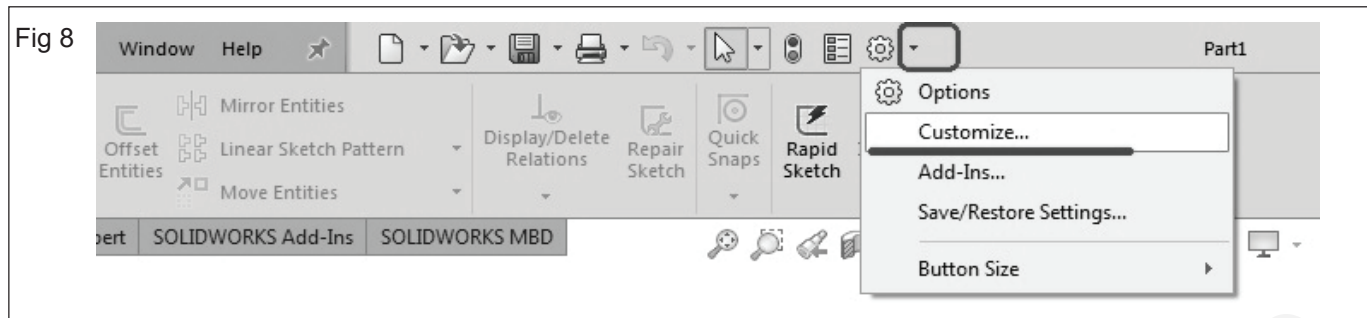 Fig 8
Window Help
Part1
Options
Customize...
Add-Ins...
Save/Restore Settings...
Button Size
Offset Entities
Mirror Entities
Linear Sketch Pattern
Move Entities
Display/Delete Relations
Repair Sketch
Quick Snaps
Rapid Sketch
pert SOLIDWORKS Add-Ins SOLIDWORKS MBD